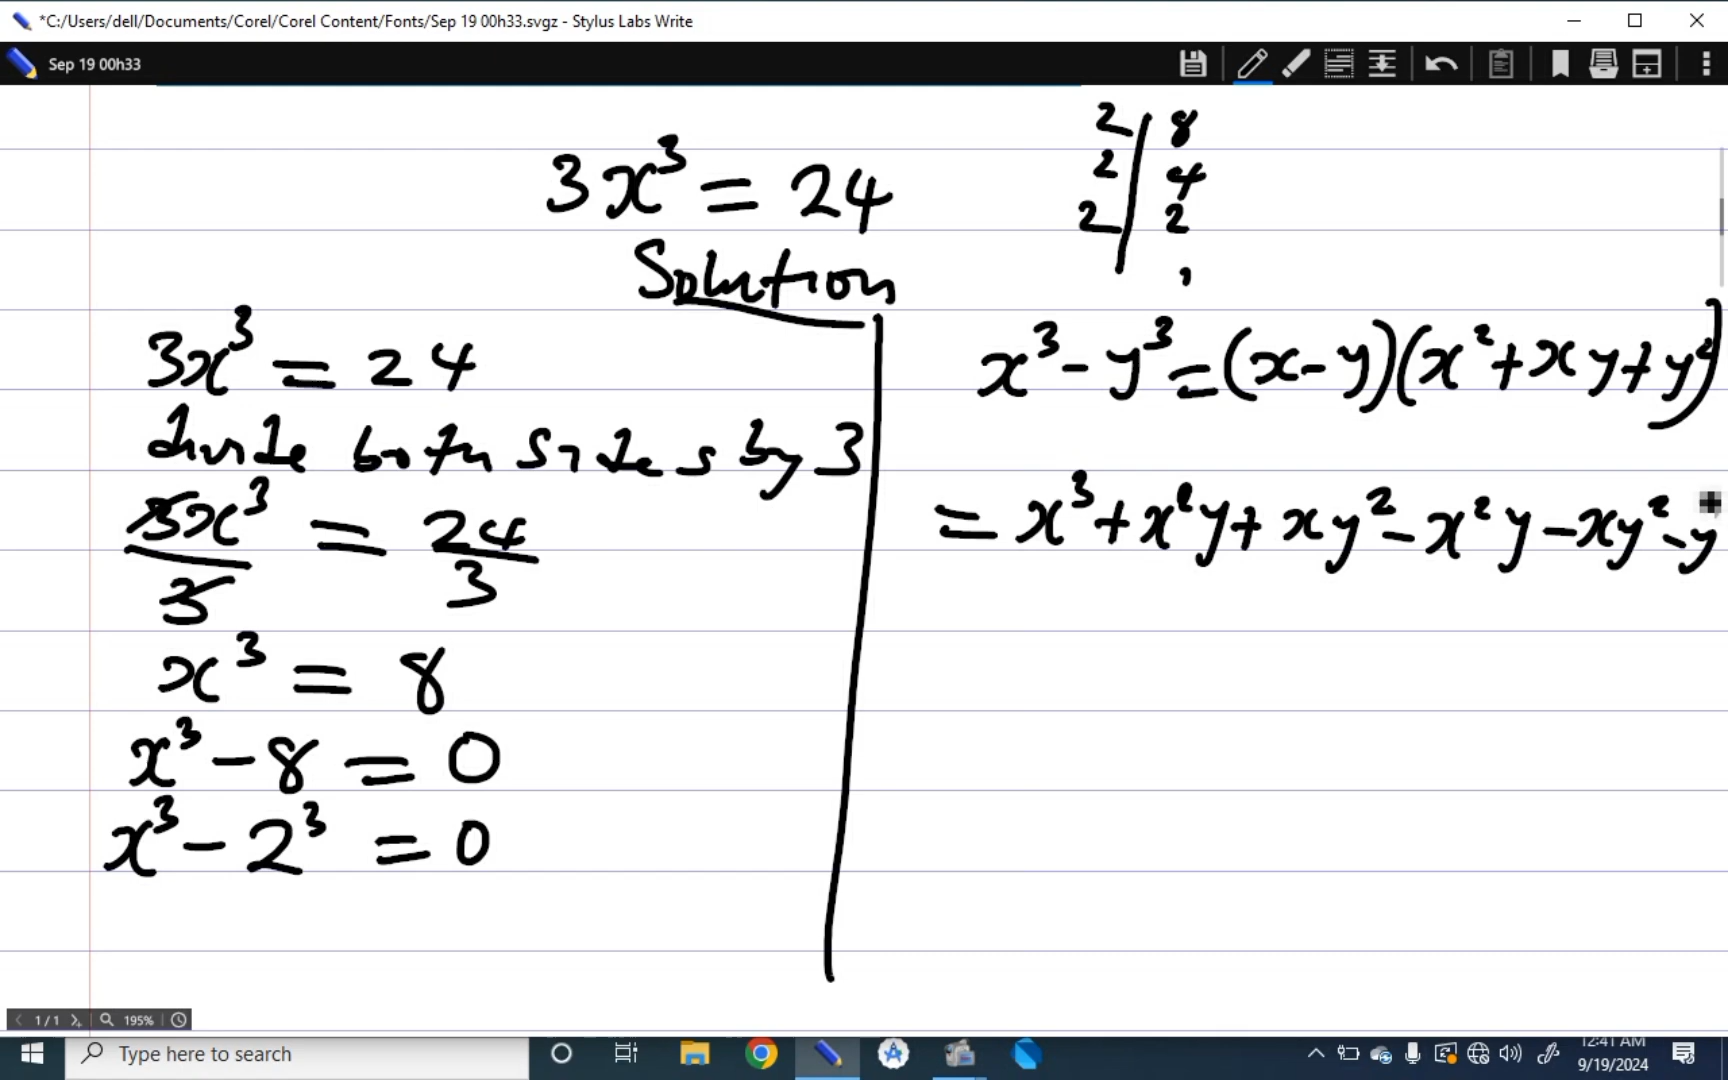 *C:/Users/dell/Documents/Corel/Corel Content/Fonts/Sep 19 00h33.svgz - Stylus Labs Write
Sep 19 00h33
3x³ = 24
2 | 8
2 | 4
2 | 2
Solution
3x³ = 24
divide both sides by 3
3x³/3 = 24/3
x³ = 8
x³ - 8 = 0
x³ - 2³ = 0
x³ - y³ = (x-y)(x²+xy+y²)
= x³ + x²y + xy² - x²y - xy² - y
1/1
195%
Type here to search
12:41 AM
9/19/2024